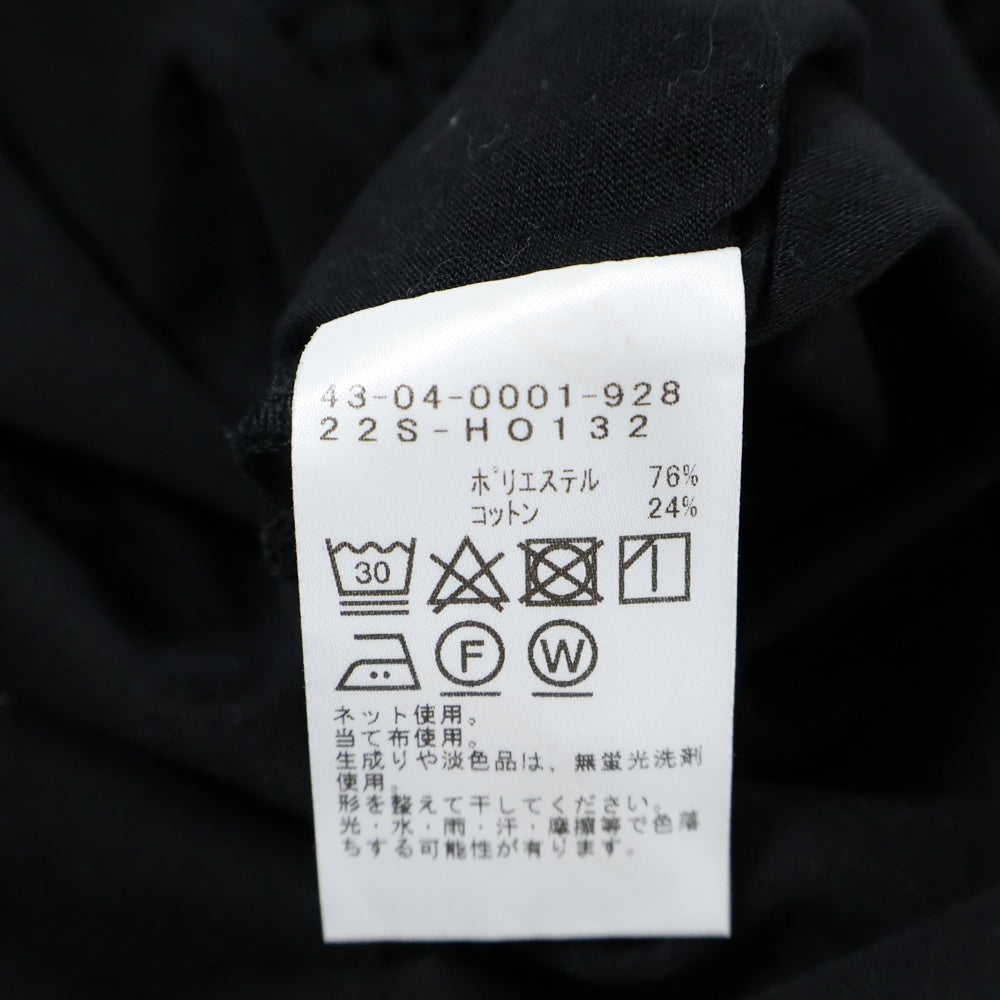 43-04-0001-928
22S-HO132
ポリエステル 76%
コットン 24%
30
F W
ネット使用。
当て布使用。
生成りや淡色品は、無蛍光洗剤
使用。
形を整えて干してください。
光・水・雨・汗・摩擦等で色落
ちする可能性が有ります。